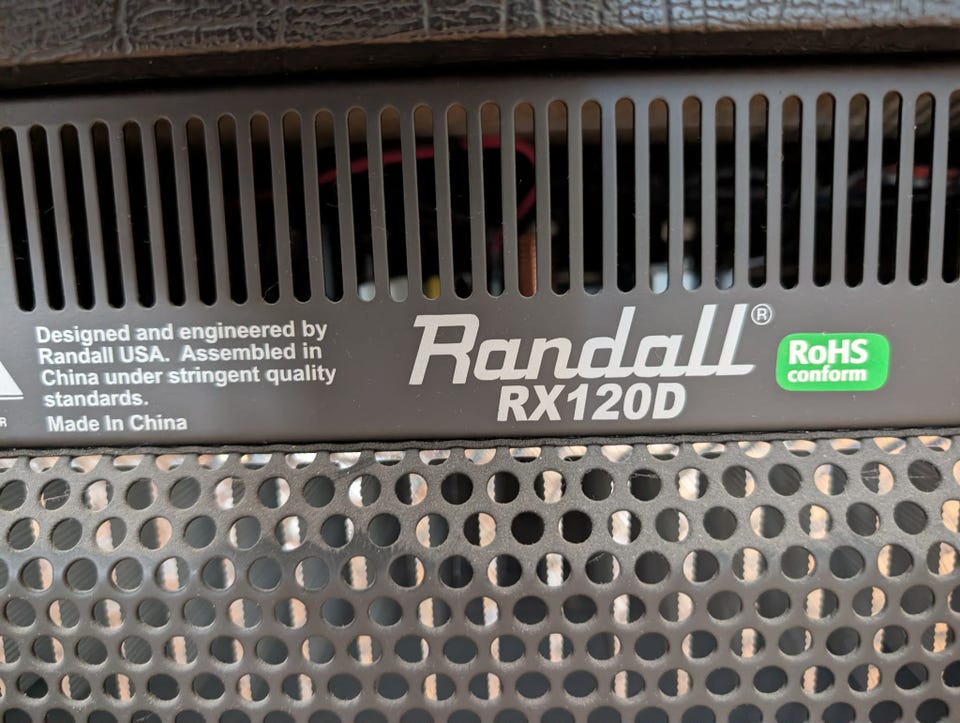 Designed and engineered by
Randall USA. Assembled in
China under stringent quality
standards.
Made In China
Randall®
RX120D
RoHS
conform
R